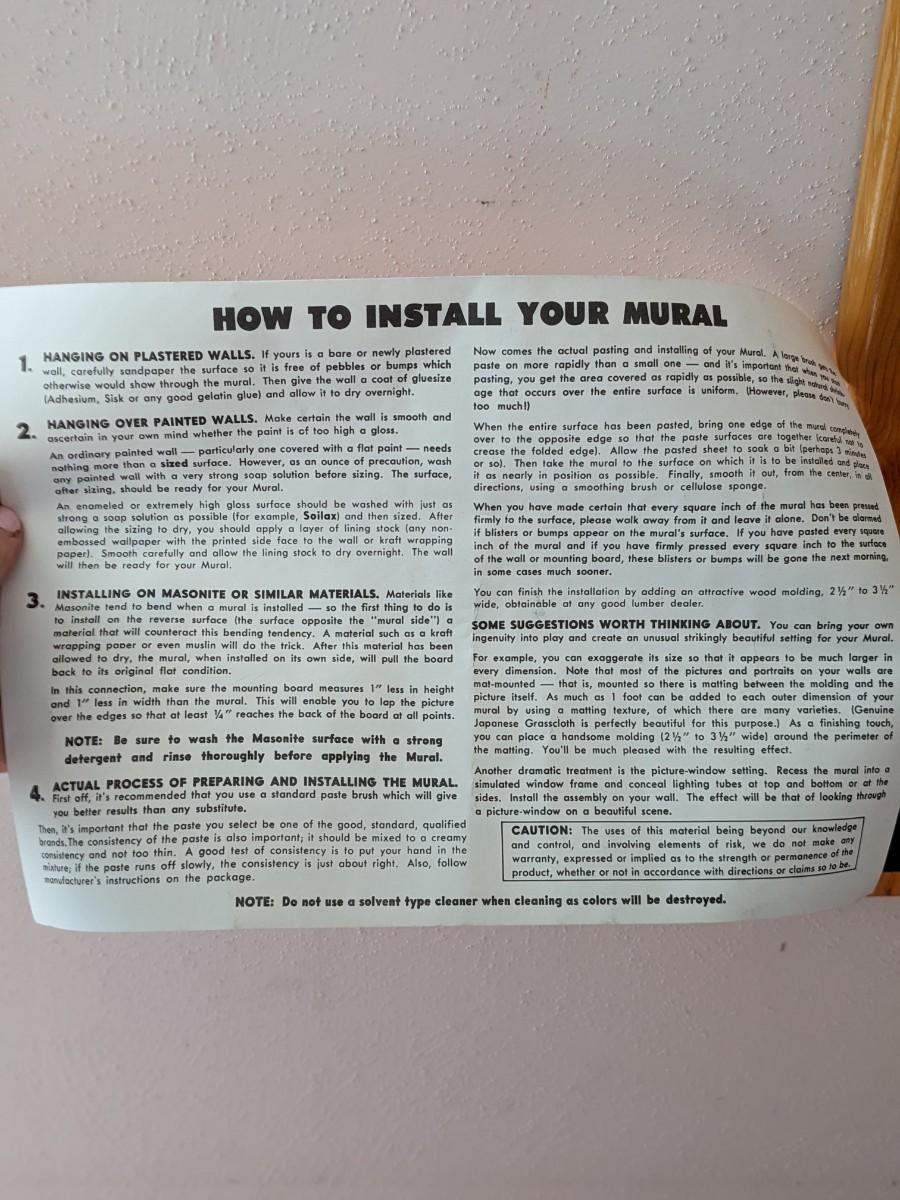 HOW TO INSTALL YOUR MURAL
1. HANGING ON PLASTERED WALLS. If yours is a bare or newly plastered
wall, carefully sandpaper the surface so it is free of pebbles or bumps which
otherwise would show through the mural. Then give the wall a coat of gluesize
(Adhesium, Sisk or any good gelatin glue) and allow it to dry overnight.
2. HANGING OVER PAINTED WALLS. Make certain the wall is smooth and
ascertain in your own mind whether the paint is of too high a gloss.
An ordinary painted wall — particularly one covered with a flat paint — needs
nothing more than a sized surface. However, as an ounce of precaution, wash
any painted wall with a very strong soap solution before sizing. The surface,
after sizing, should be ready for your Mural.
An enameled or extremely high gloss surface should be washed with just as
strong a soap solution as possible (for example, Soilax) and then sized. After
allowing the sizing to dry, you should apply a layer of lining stock (any non-
embossed wallpaper with the printed side face to the wall or kraft wrapping
paper). Smooth carefully and allow the lining stock to dry overnight. The wall
will then be ready for your Mural.
3. INSTALLING ON MASONITE OR SIMILAR MATERIALS. Materials like
Masonite tend to bend when a mural is installed — so the first thing to do is
to install on the reverse surface (the surface opposite the "mural side") a
material that will counteract this bending tendency. A material such as a kraft
wrapping paper or even muslin will do the trick. After this material has been
allowed to dry, the mural, when installed on its own side, will pull the board
back to its original flat condition.
In this connection, make sure the mounting board measures 1" less in height
and 1" less in width than the mural. This will enable you to lap the picture
over the edges so that at least ¼" reaches the back of the board at all points.
NOTE: Be sure to wash the Masonite surface with a strong
detergent and rinse thoroughly before applying the Mural.
4. ACTUAL PROCESS OF PREPARING AND INSTALLING THE MURAL.
First off, it's recommended that you use a standard paste brush which will give
you better results than any substitute.
Then, it's important that the paste you select be one of the good, standard, qualified
brands. The consistency of the paste is also important; it should be mixed to a creamy
consistency and not too thin. A good test of consistency is to put your hand in the
mixture; if the paste runs off slowly, the consistency is just about right. Also, follow
manufacturer's instructions on the package.
Now comes the actual pasting and installing of your Mural. A large brush gets the
paste on more rapidly than a small one — and it's important that when you start
pasting, you get the area covered as rapidly as possible, so the slight natural
age that occurs over the entire surface is uniform. (However, please don't hurry
too much!)
When the entire surface has been pasted, bring one edge of the mural completely
over to the opposite edge so that the paste surfaces are together (careful not to
crease the folded edge). Allow the pasted sheet to soak a bit (perhaps 3 minutes
or so). Then take the mural to the surface on which it is to be installed and place
it as nearly in position as possible. Finally, smooth it out, from the center, in all
directions, using a smoothing brush or cellulose sponge.
When you have made certain that every square inch of the mural has been pressed
firmly to the surface, please walk away from it and leave it alone. Don't be alarmed
if blisters or bumps appear on the mural's surface. If you have pasted every square
inch of the mural and if you have firmly pressed every square inch to the surface
of the wall or mounting board, these blisters or bumps will be gone the next morning,
in some cases much sooner.
You can finish the installation by adding an attractive wood molding, 2½" to 3½"
wide, obtainable at any good lumber dealer.
SOME SUGGESTIONS WORTH THINKING ABOUT. You can bring your own
ingenuity into play and create an unusual strikingly beautiful setting for your Mural.
For example, you can exaggerate its size so that it appears to be much larger in
every dimension. Note that most of the pictures and portraits on your walls are
mat-mounted — that is, mounted so there is matting between the molding and the
picture itself. As much as 1 foot can be added to each outer dimension of your
mural by using a matting texture, of which there are many varieties. (Genuine
Japanese Grasscloth is perfectly beautiful for this purpose.) As a finishing touch,
you can place a handsome molding (2½" to 3½" wide) around the perimeter of
the matting. You'll be much pleased with the resulting effect.
Another dramatic treatment is the picture-window setting. Recess the mural into a
simulated window frame and conceal lighting tubes at top and bottom or at the
sides. Install the assembly on your wall. The effect will be that of looking through
a picture-window on a beautiful scene.
CAUTION: The uses of this material being beyond our knowledge
and control, and involving elements of risk, we do not make any
warranty, expressed or implied as to the strength or permanence of the
product, whether or not in accordance with directions or claims so to be.
NOTE: Do not use a solvent type cleaner when cleaning as colors will be destroyed.